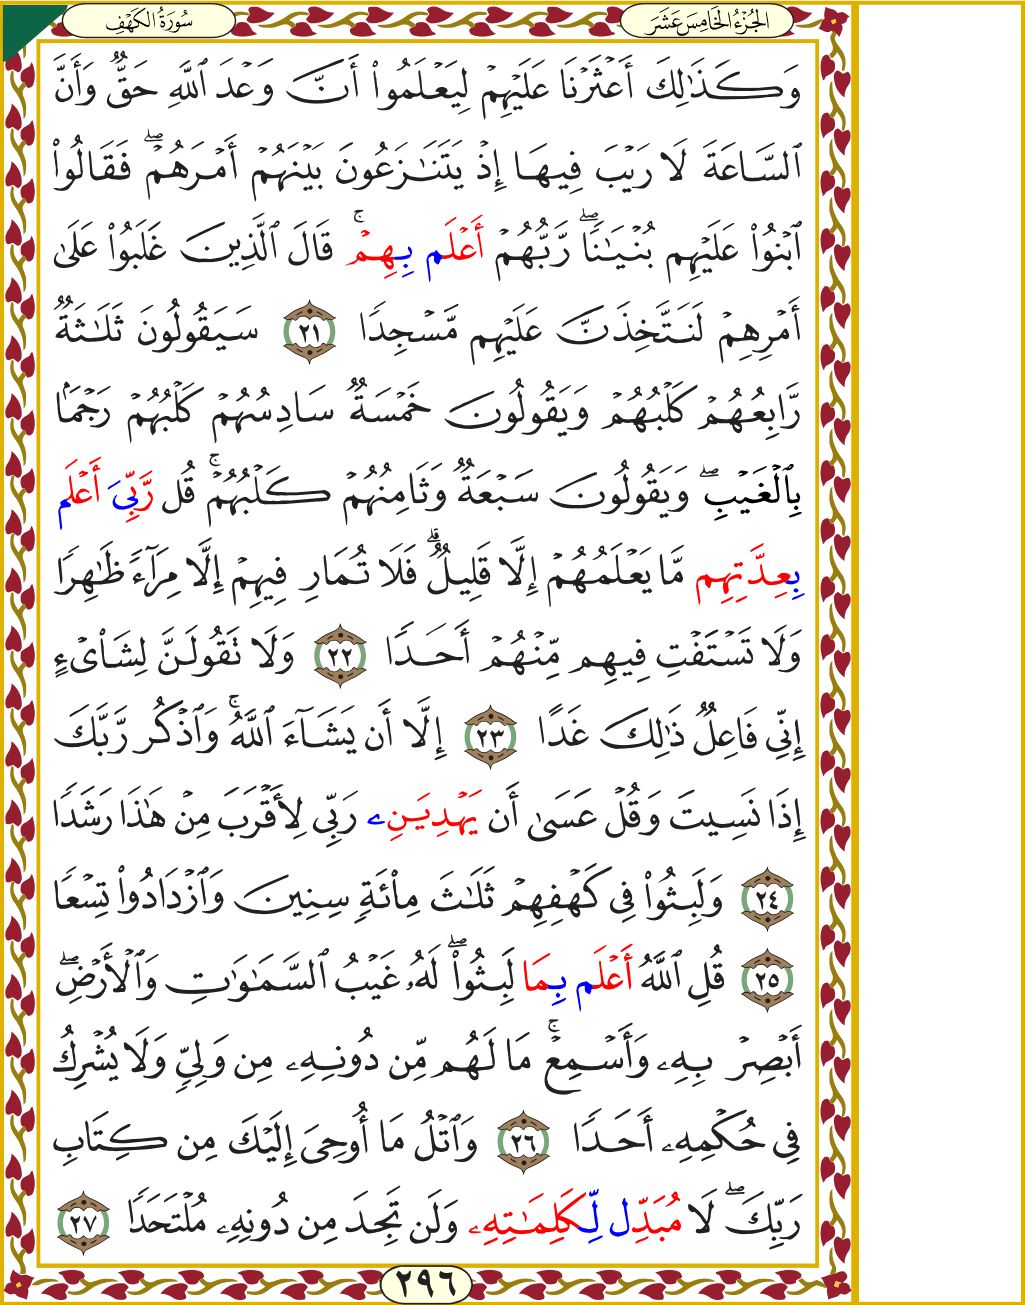 سُورَةُ الكَهْفِ
الجُزْءُ الْخَامِسَ عَشَرَ
وَكَذَٰلِكَ أَعْثَرْنَا عَلَيْهِمْ لِيَعْلَمُوا۟ أَنَّ وَعْدَ ٱللَّهِ حَقٌّ وَأَنَّ
ٱلسَّاعَةَ لَا رَيْبَ فِيهَا إِذْ يَتَنَٰزَعُونَ بَيْنَهُمْ أَمْرَهُمْ ۖ فَقَالُوا۟
ٱبْنُوا۟ عَلَيْهِم بُنْيَٰنًا ۖ رَّبُّهُمْ أَعْلَم بِهِمْ ۚ قَالَ ٱلَّذِينَ غَلَبُوا۟ عَلَىٰ
أَمْرِهِمْ لَنَتَّخِذَنَّ عَلَيْهِم مَّسْجِدًا ٢١ سَيَقُولُونَ ثَلَٰثَةٌ
رَّابِعُهُمْ كَلْبُهُمْ وَيَقُولُونَ خَمْسَةٌ سَادِسُهُمْ كَلْبُهُمْ رَجْمًۢا
بِٱلْغَيْبِ ۖ وَيَقُولُونَ سَبْعَةٌ وَثَامِنُهُمْ كَلْبُهُمْ ۚ قُل رَّبِّىَ أَعْلَم
بِعِدَّتِهِم مَّا يَعْلَمُهُمْ إِلَّا قَلِيلٌ ۗ فَلَا تُمَارِ فِيهِمْ إِلَّا مِرَآءً ظَٰهِرًا
وَلَا تَسْتَفْتِ فِيهِم مِّنْهُمْ أَحَدًا ٢٢ وَلَا تَقُولَنَّ لِشَا۟ىْءٍ
إِنِّى فَاعِلٌ ذَٰلِكَ غَدًا ٢٣ إِلَّا أَن يَشَآءَ ٱللَّهُ ۚ وَٱذْكُر رَّبَّكَ
إِذَا نَسِيتَ وَقُلْ عَسَىٰ أَن يَهْدِيَنِۦ رَبِّى لِأَقْرَبَ مِنْ هَٰذَا رَشَدًا
٢٤ وَلَبِثُوا۟ فِى كَهْفِهِمْ ثَلَٰثَ مِا۟ئَةٍ سِنِينَ وَٱزْدَادُوا۟ تِسْعًا
٢٥ قُلِ ٱللَّهُ أَعْلَم بِمَا لَبِثُوا۟ ۖ لَهُۥ غَيْبُ ٱلسَّمَٰوَٰتِ وَٱلْأَرْضِ ۖ
أَبْصِرْ بِهِۦ وَأَسْمِعْ ۚ مَا لَهُم مِّن دُونِهِۦ مِن وَلِىٍّ وَلَا يُشْرِكُ
فِى حُكْمِهِۦ أَحَدًا ٢٦ وَٱتْلُ مَا أُوحِىَ إِلَيْكَ مِن كِتَابِ
رَبِّكَ ۖ لَا مُبَدِّل لِّكَلِمَٰتِهِۦ وَلَن تَجِدَ مِن دُونِهِۦ مُلْتَحَدًا ٢٧
٢٩٦